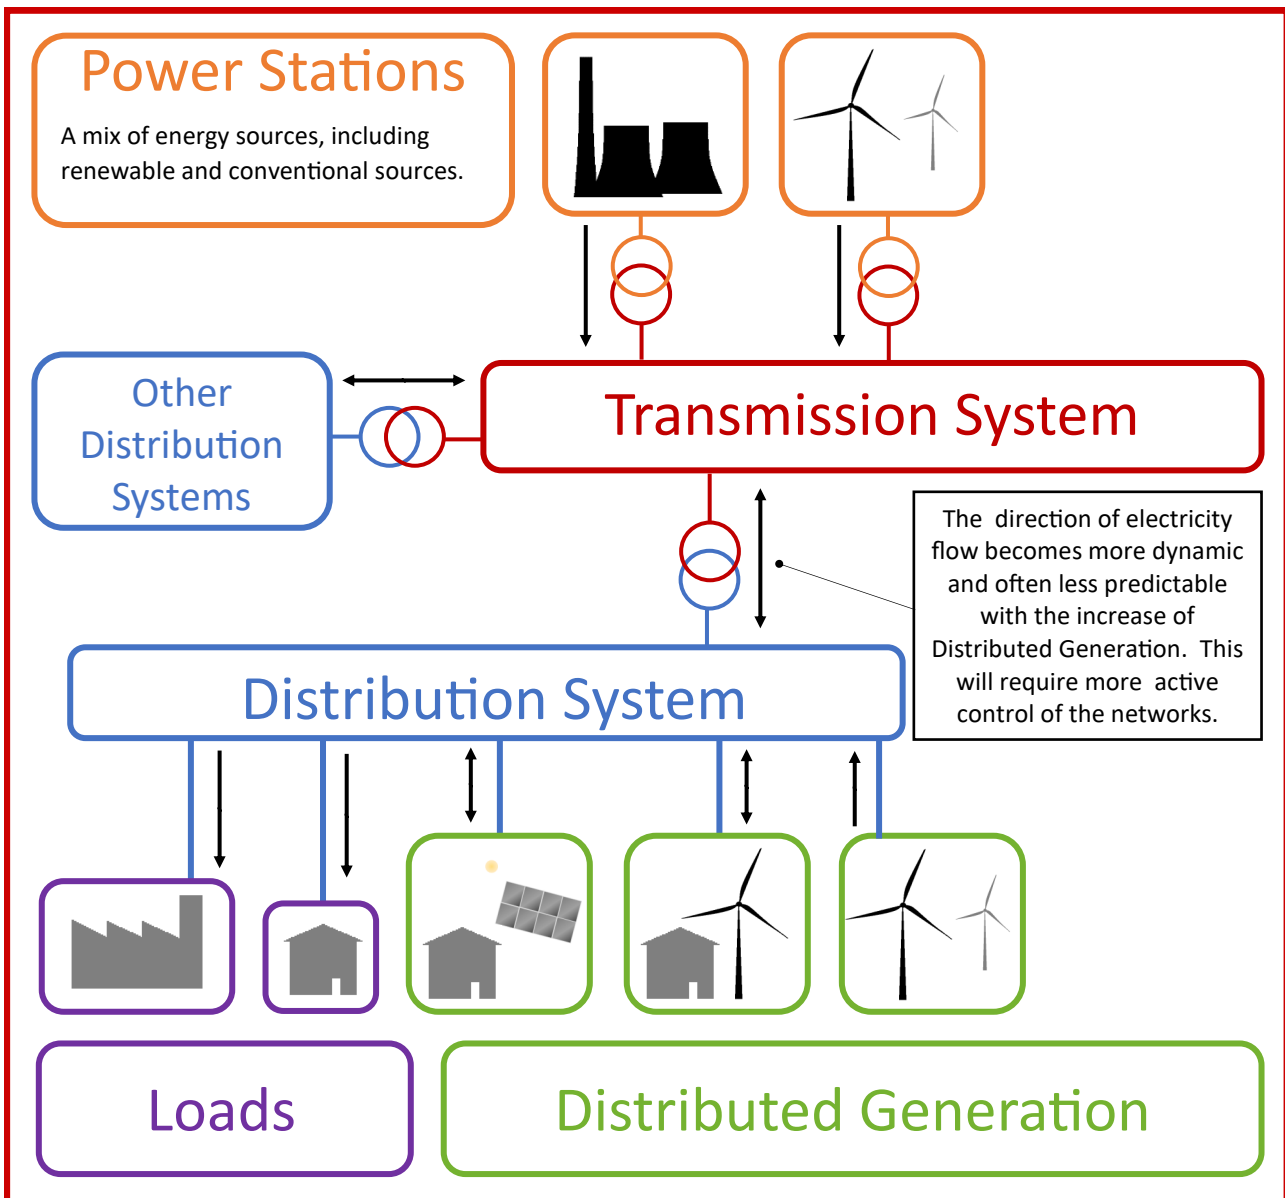 Power Stations
A mix of energy sources, including
renewable and conventional sources.
Other
Distribution
Systems
Transmission System
The  direction of electricity
flow becomes more dynamic
and often less predictable
with the increase of
Distributed Generation.  This
will require more  active
control of the networks.
Distribution System
Loads
Distributed Generation